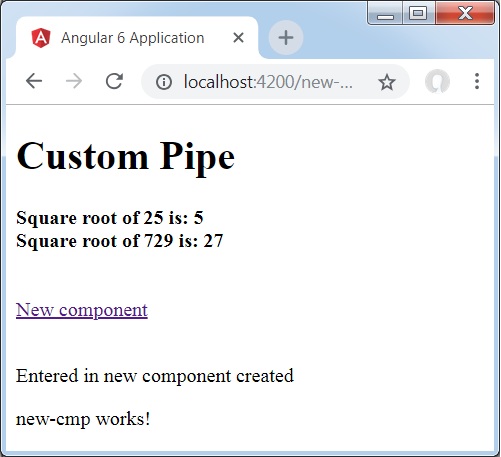 Angular 6 Application
localhost:4200/new-...
Custom Pipe
Square root of 25 is: 5
Square root of 729 is: 27
New component
Entered in new component created
new-cmp works!